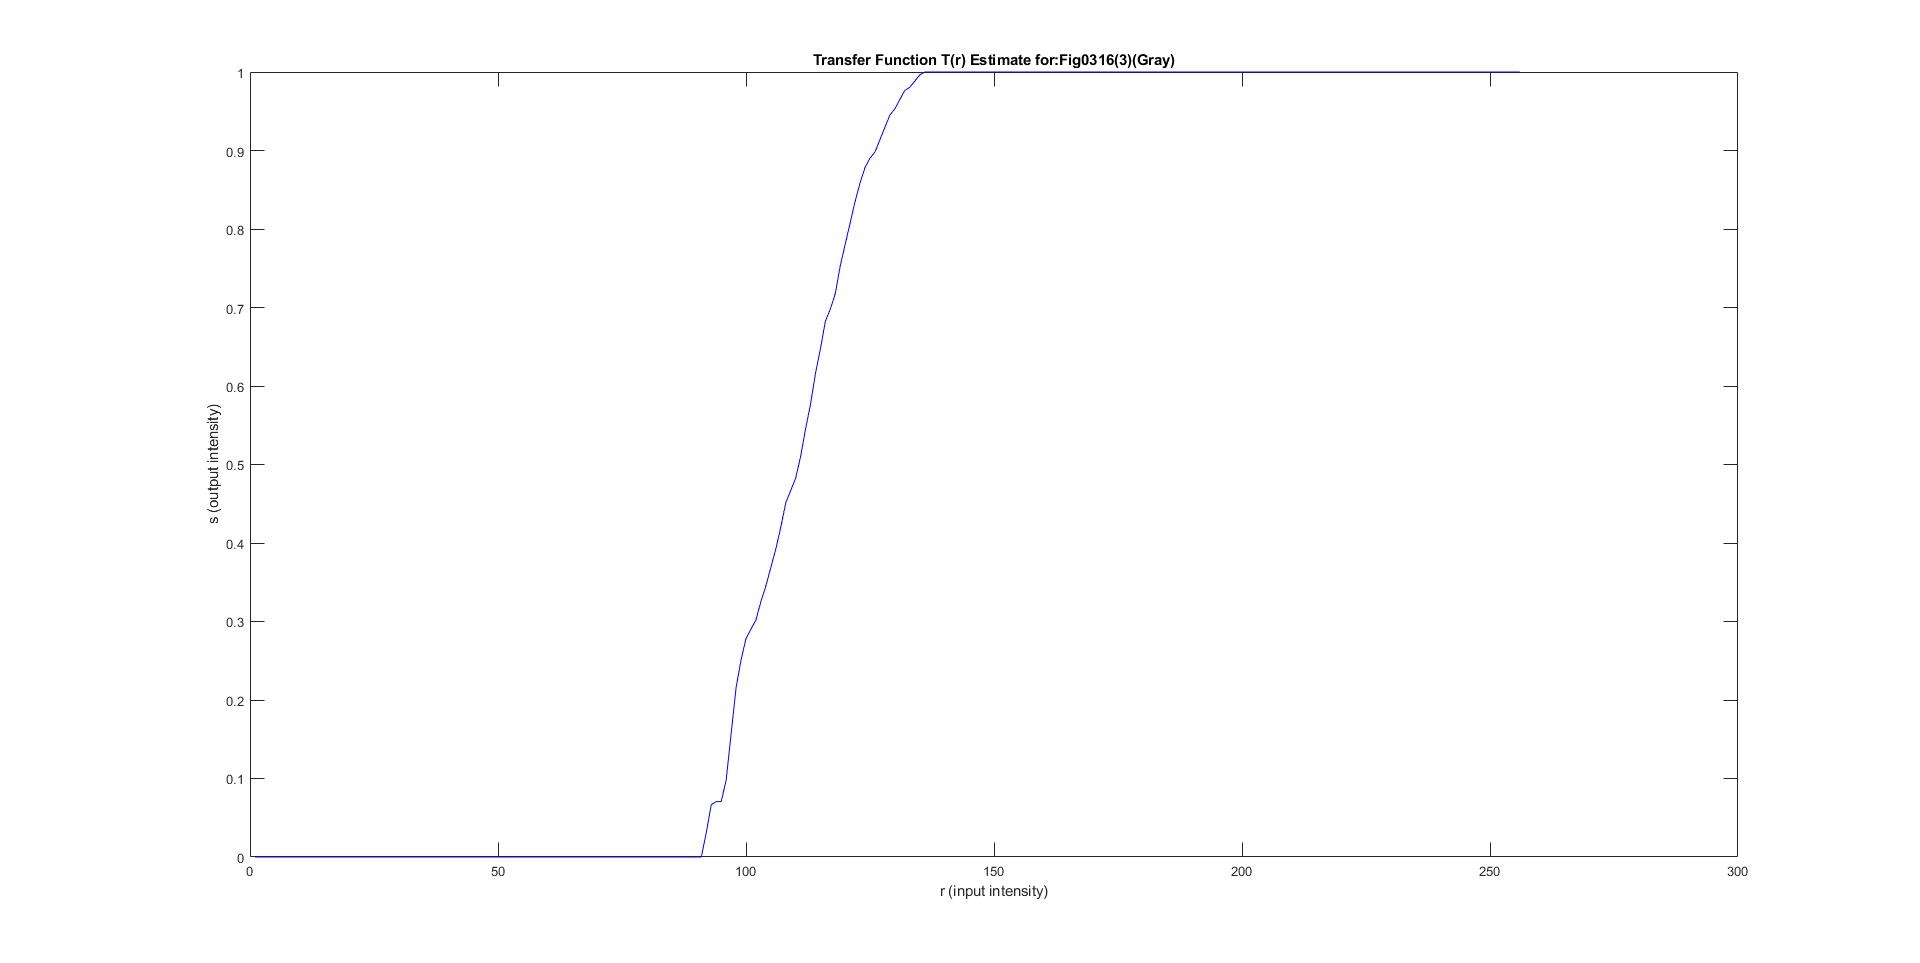 Transfer Function T(r) Estimate for:Fig0316(3)(Gray)
1
0.9
0.8
0.7
0.6
0.5
0.4
0.3
0.2
0.1
0
s (output intensity)
0 50 100 150 200 250 300
r (input intensity)